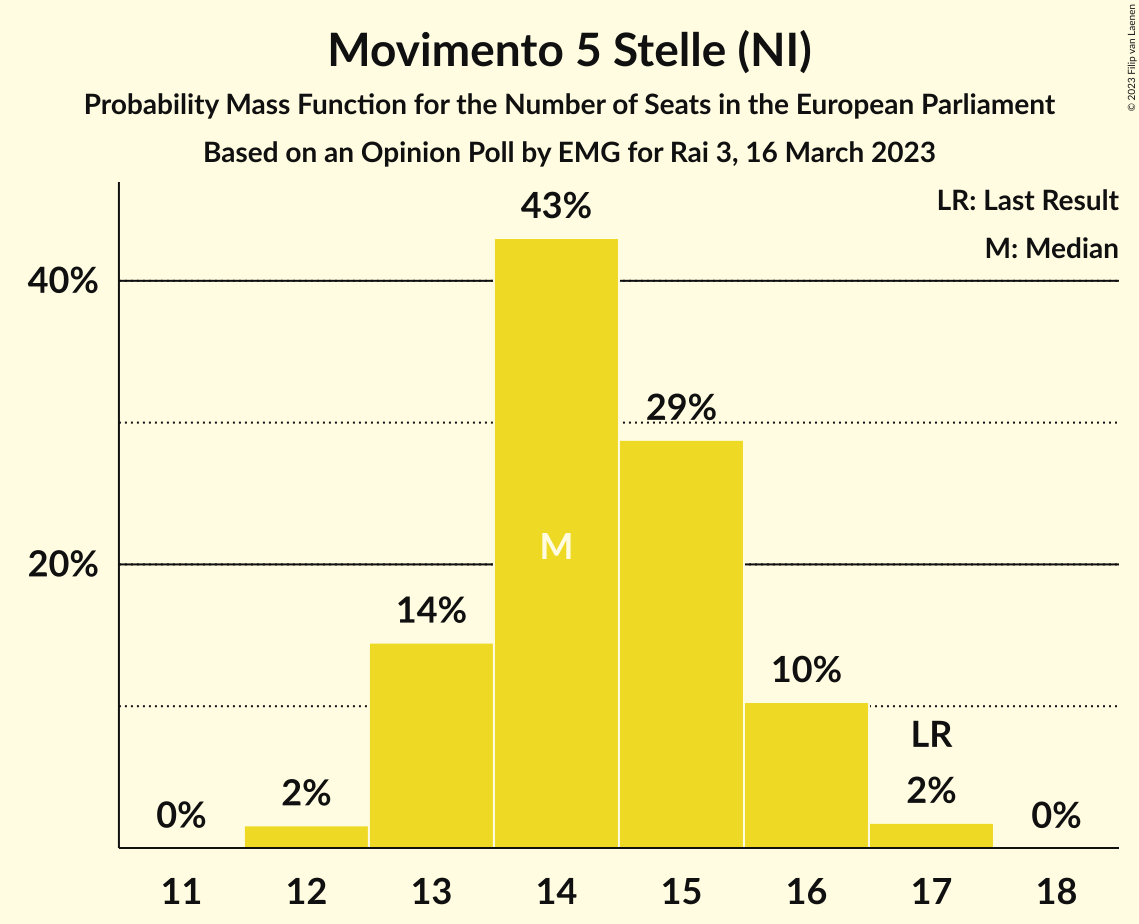 Movimento 5 Stelle (NI)
Probability Mass Function for the Number of Seats in the European Parliament
Based on an Opinion Poll by EMG for Rai 3, 16 March 2023
© 2023 Filip van Laenen
LR: Last Result
M: Median
43%
40%
29%
M
20%
14%
10%
LR
2%
2%
0%
0%
11 12 13 14 15 16 17 18